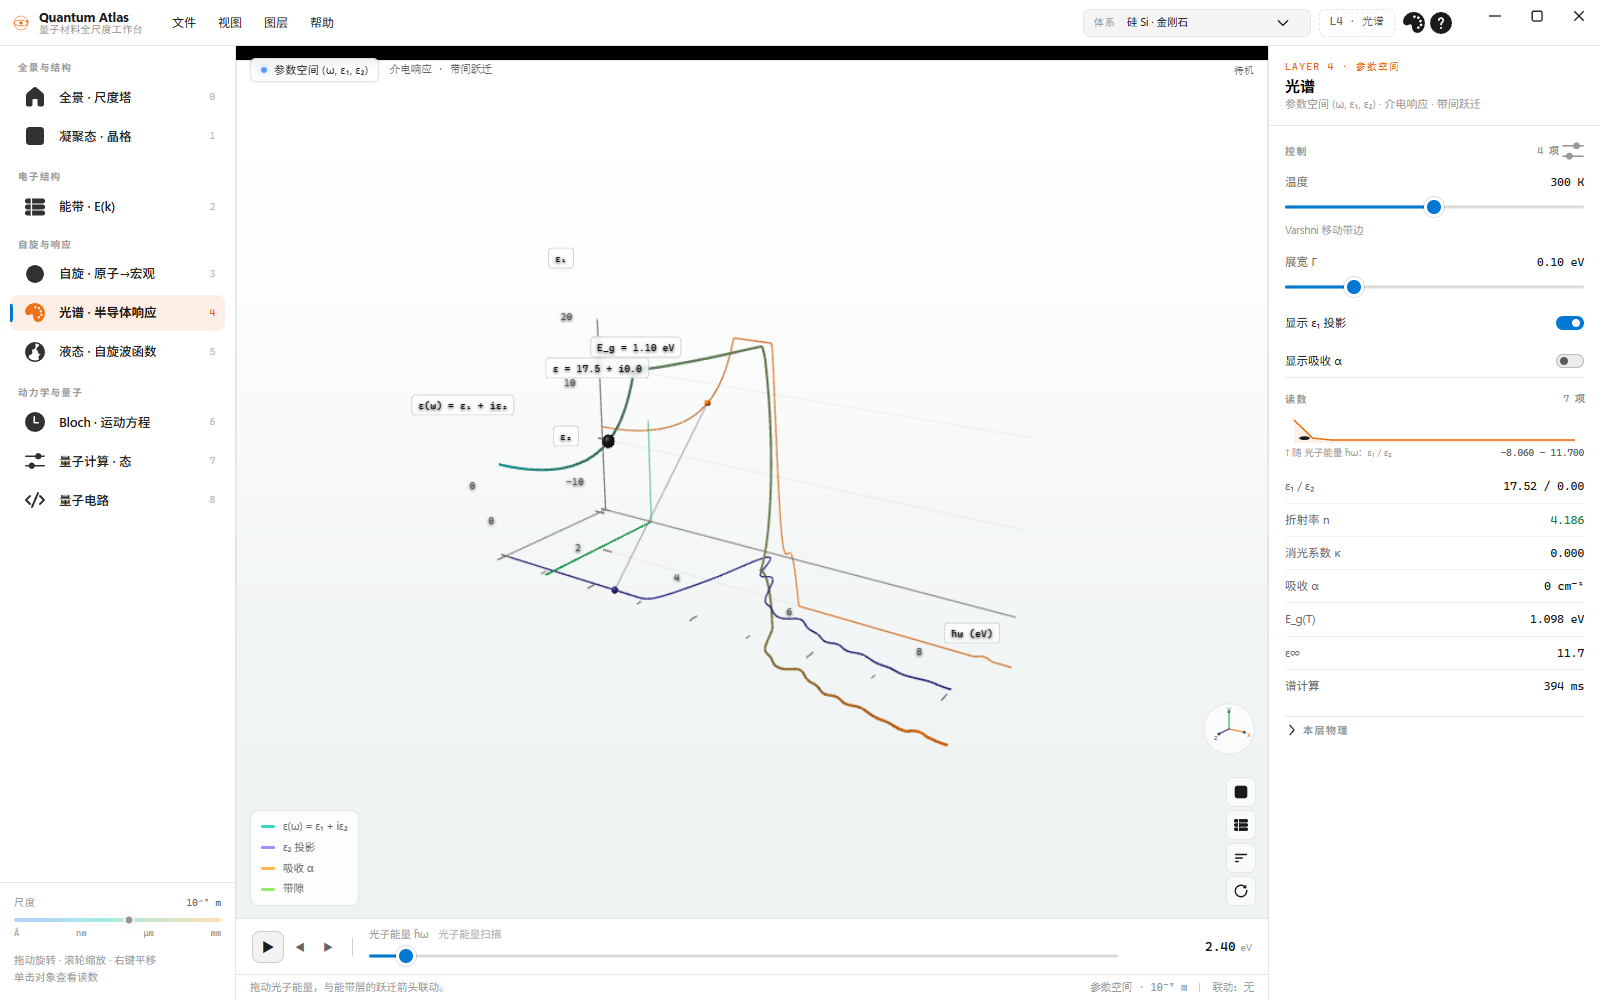 Quantum Atlas
量子材料全尺度工作台
文件
视图
图层
帮助
体系 硅 Si · 金刚石
L4 · 光谱
全景与结构
全景 · 尺度塔 0
凝聚态 · 晶格 1
电子结构
能带 · E(k) 2
自旋与响应
自旋 · 原子→宏观 3
光谱 · 半导体响应 4
液态 · 自旋波函数 5
动力学与量子
Bloch · 运动方程 6
量子计算 · 态 7
量子电路 8
尺度 10⁻⁹ m
Å nm μm mm
拖动旋转 · 滚轮缩放 · 右键平移
单击对象查看读数
参数空间 (ω, ε₁, ε₂) 介电响应 · 带间跃迁 待机
ε₁
20
E_g = 1.10 eV
ε = 17.5 + i0.0
10
ε(ω) = ε₁ + iε₂
ε₂
-10
0
0
2
4
6
ħω (eV)
8
Y
Z
X
ε(ω) = ε₁ + iε₂
ε₂ 投影
吸收 α
带隙
光子能量 ħω 光子能量扫描
2.40 eV
拖动光子能量，与能带层的跃迁箭头联动。
参数空间 · 10⁻⁹ m | 联动: 无
LAYER 4 · 参数空间
光谱
参数空间 (ω, ε₁, ε₂) · 介电响应 · 带间跃迁
控制 4 项
温度 300 K
Varshni 移动带边
展宽 Γ 0.10 eV
显示 ε₁ 投影
显示吸收 α
读数 7 项
↑随 光子能量 ħω: ε₁ / ε₂ -8.060 – 11.700
ε₁ / ε₂ 17.52 / 0.00
折射率 n 4.186
消光系数 κ 0.000
吸收 α 0 cm⁻¹
E_g(T) 1.098 eV
ε∞ 11.7
谱计算 394 ms
本层物理